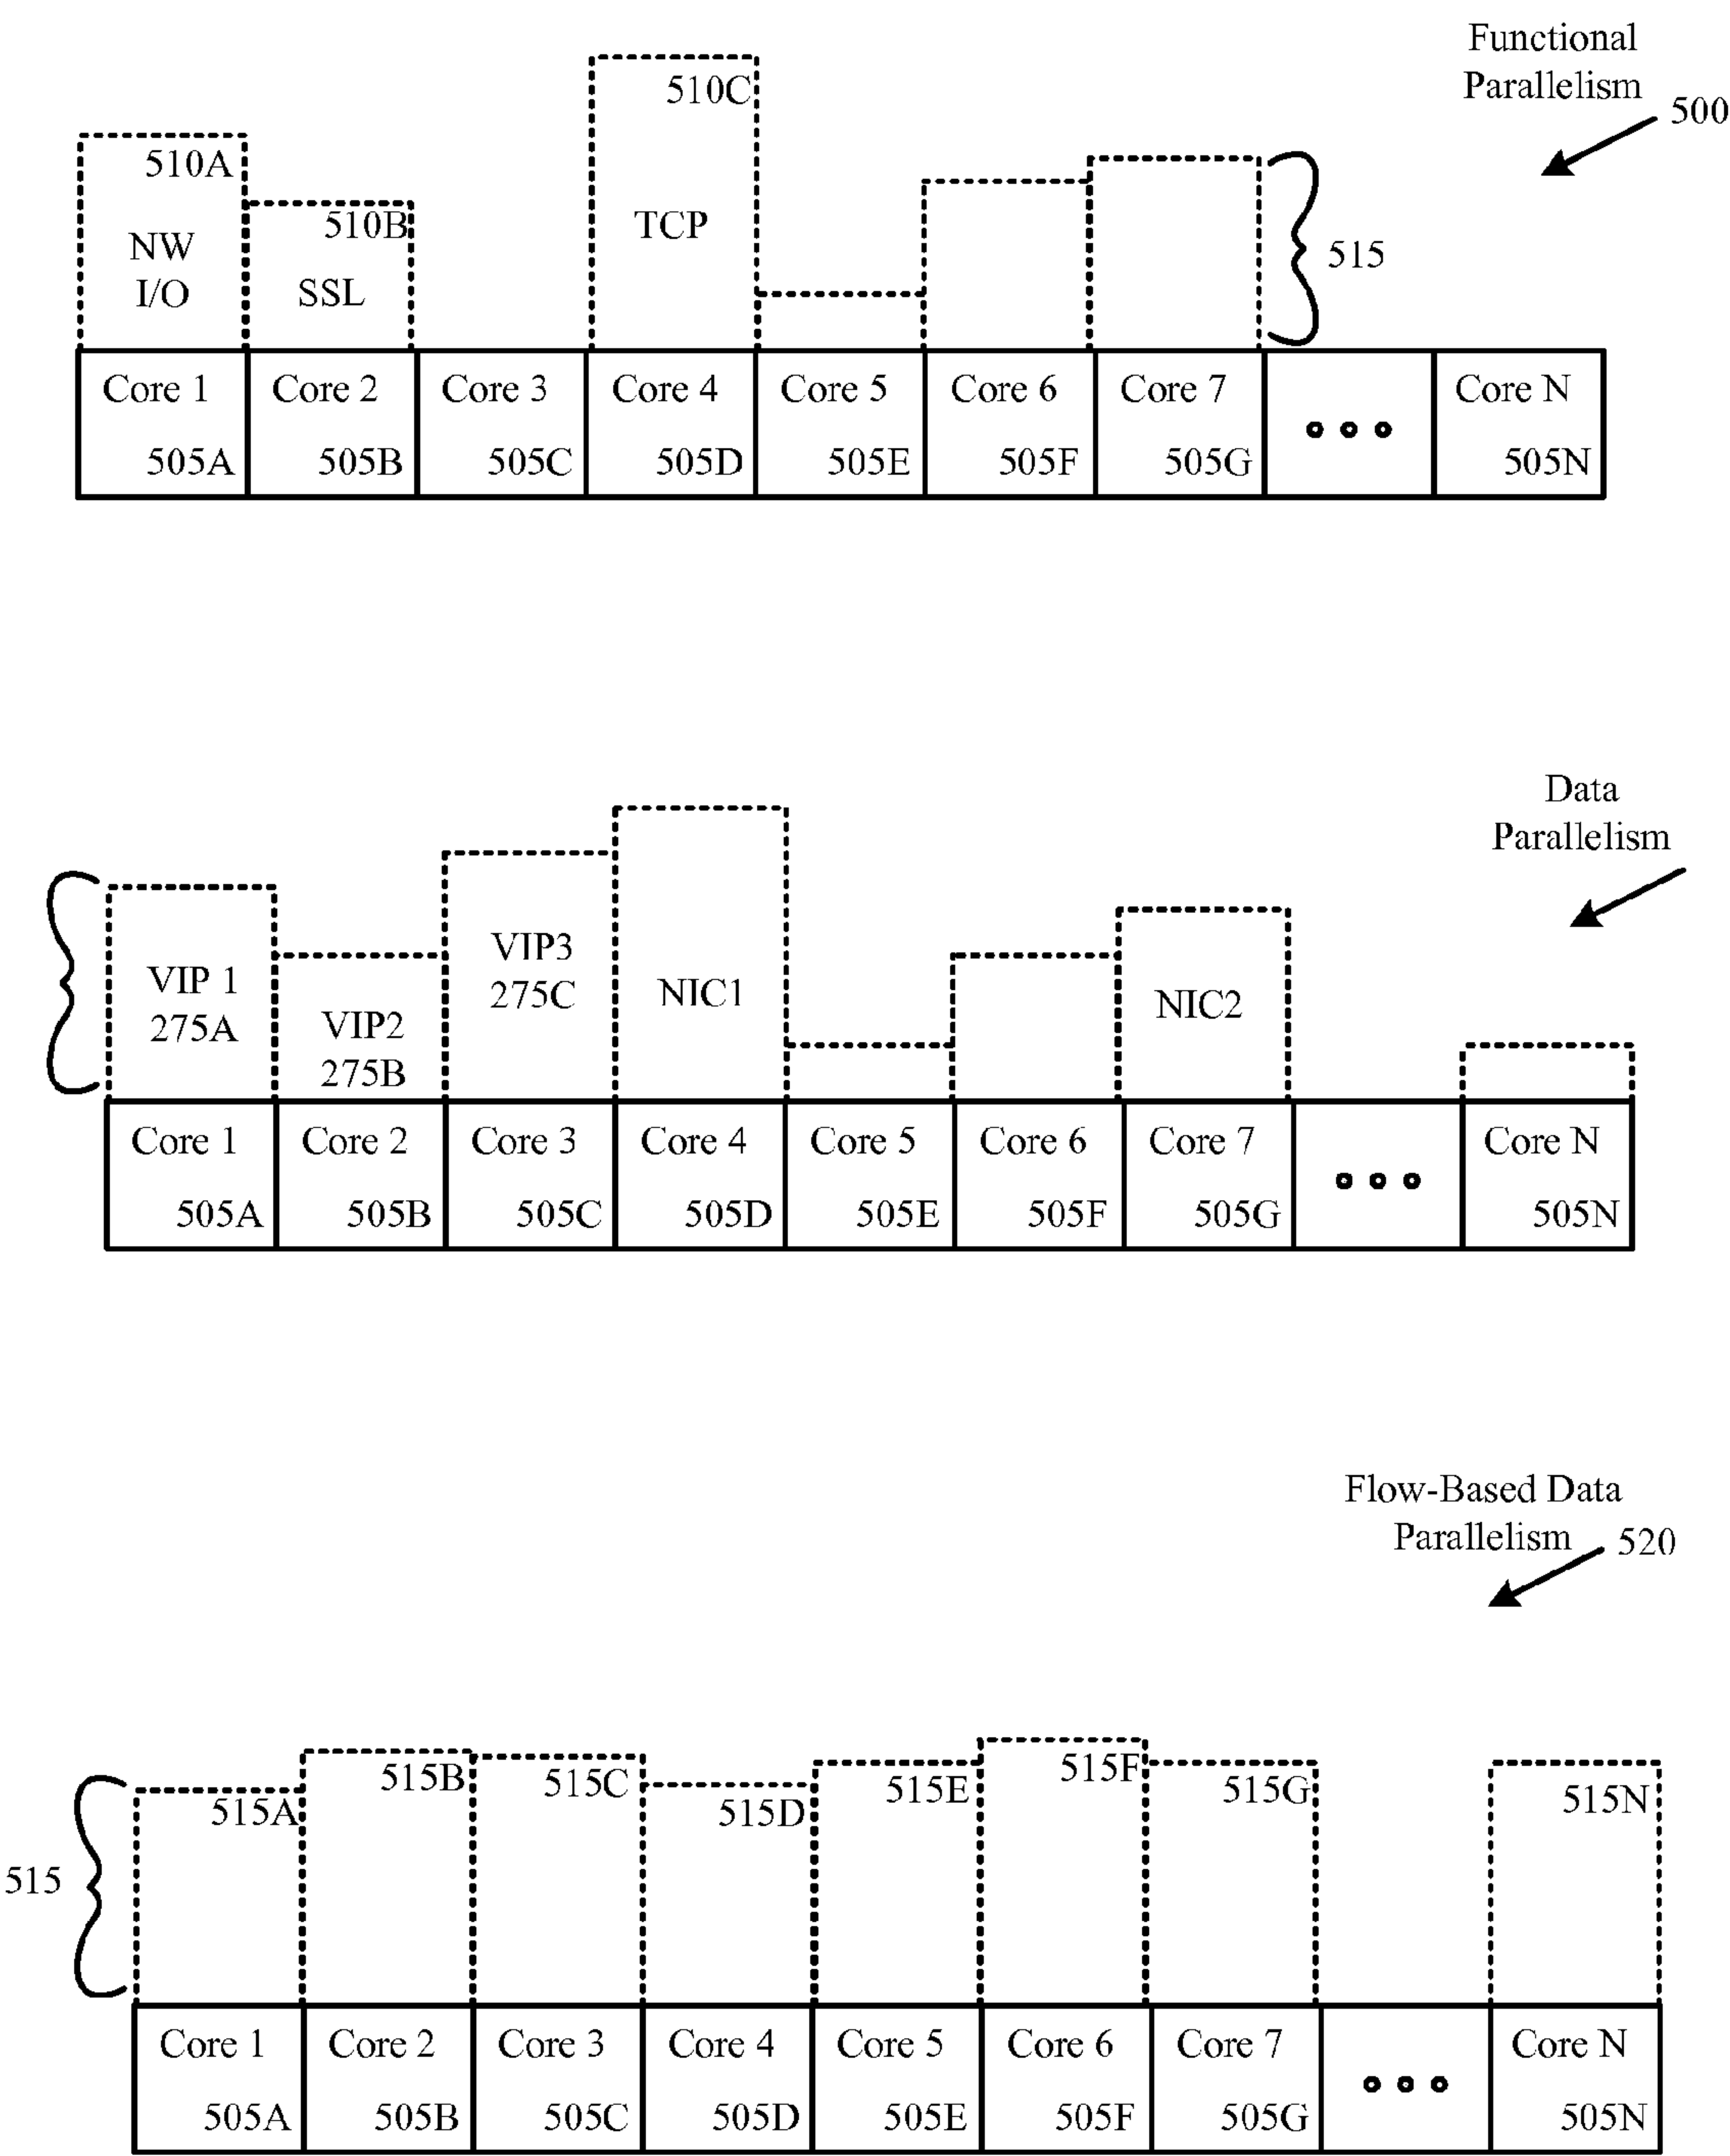 Functional
Parallelism
500
510A
NW
I/O
510B
SSL
510C
TCP
515
Core 1
505A
Core 2
505B
Core 3
505C
Core 4
505D
Core 5
505E
Core 6
505F
Core 7
505G
Core N
505N
Data
Parallelism
VIP 1
275A
VIP2
275B
VIP3
275C
NIC1
NIC2
Core 1
505A
Core 2
505B
Core 3
505C
Core 4
505D
Core 5
505E
Core 6
505F
Core 7
505G
Core N
505N
Flow-Based Data
Parallelism
520
515
515A
515B
515C
515D
515E
515F
515G
515N
Core 1
505A
Core 2
505B
Core 3
505C
Core 4
505D
Core 5
505E
Core 6
505F
Core 7
505G
Core N
505N